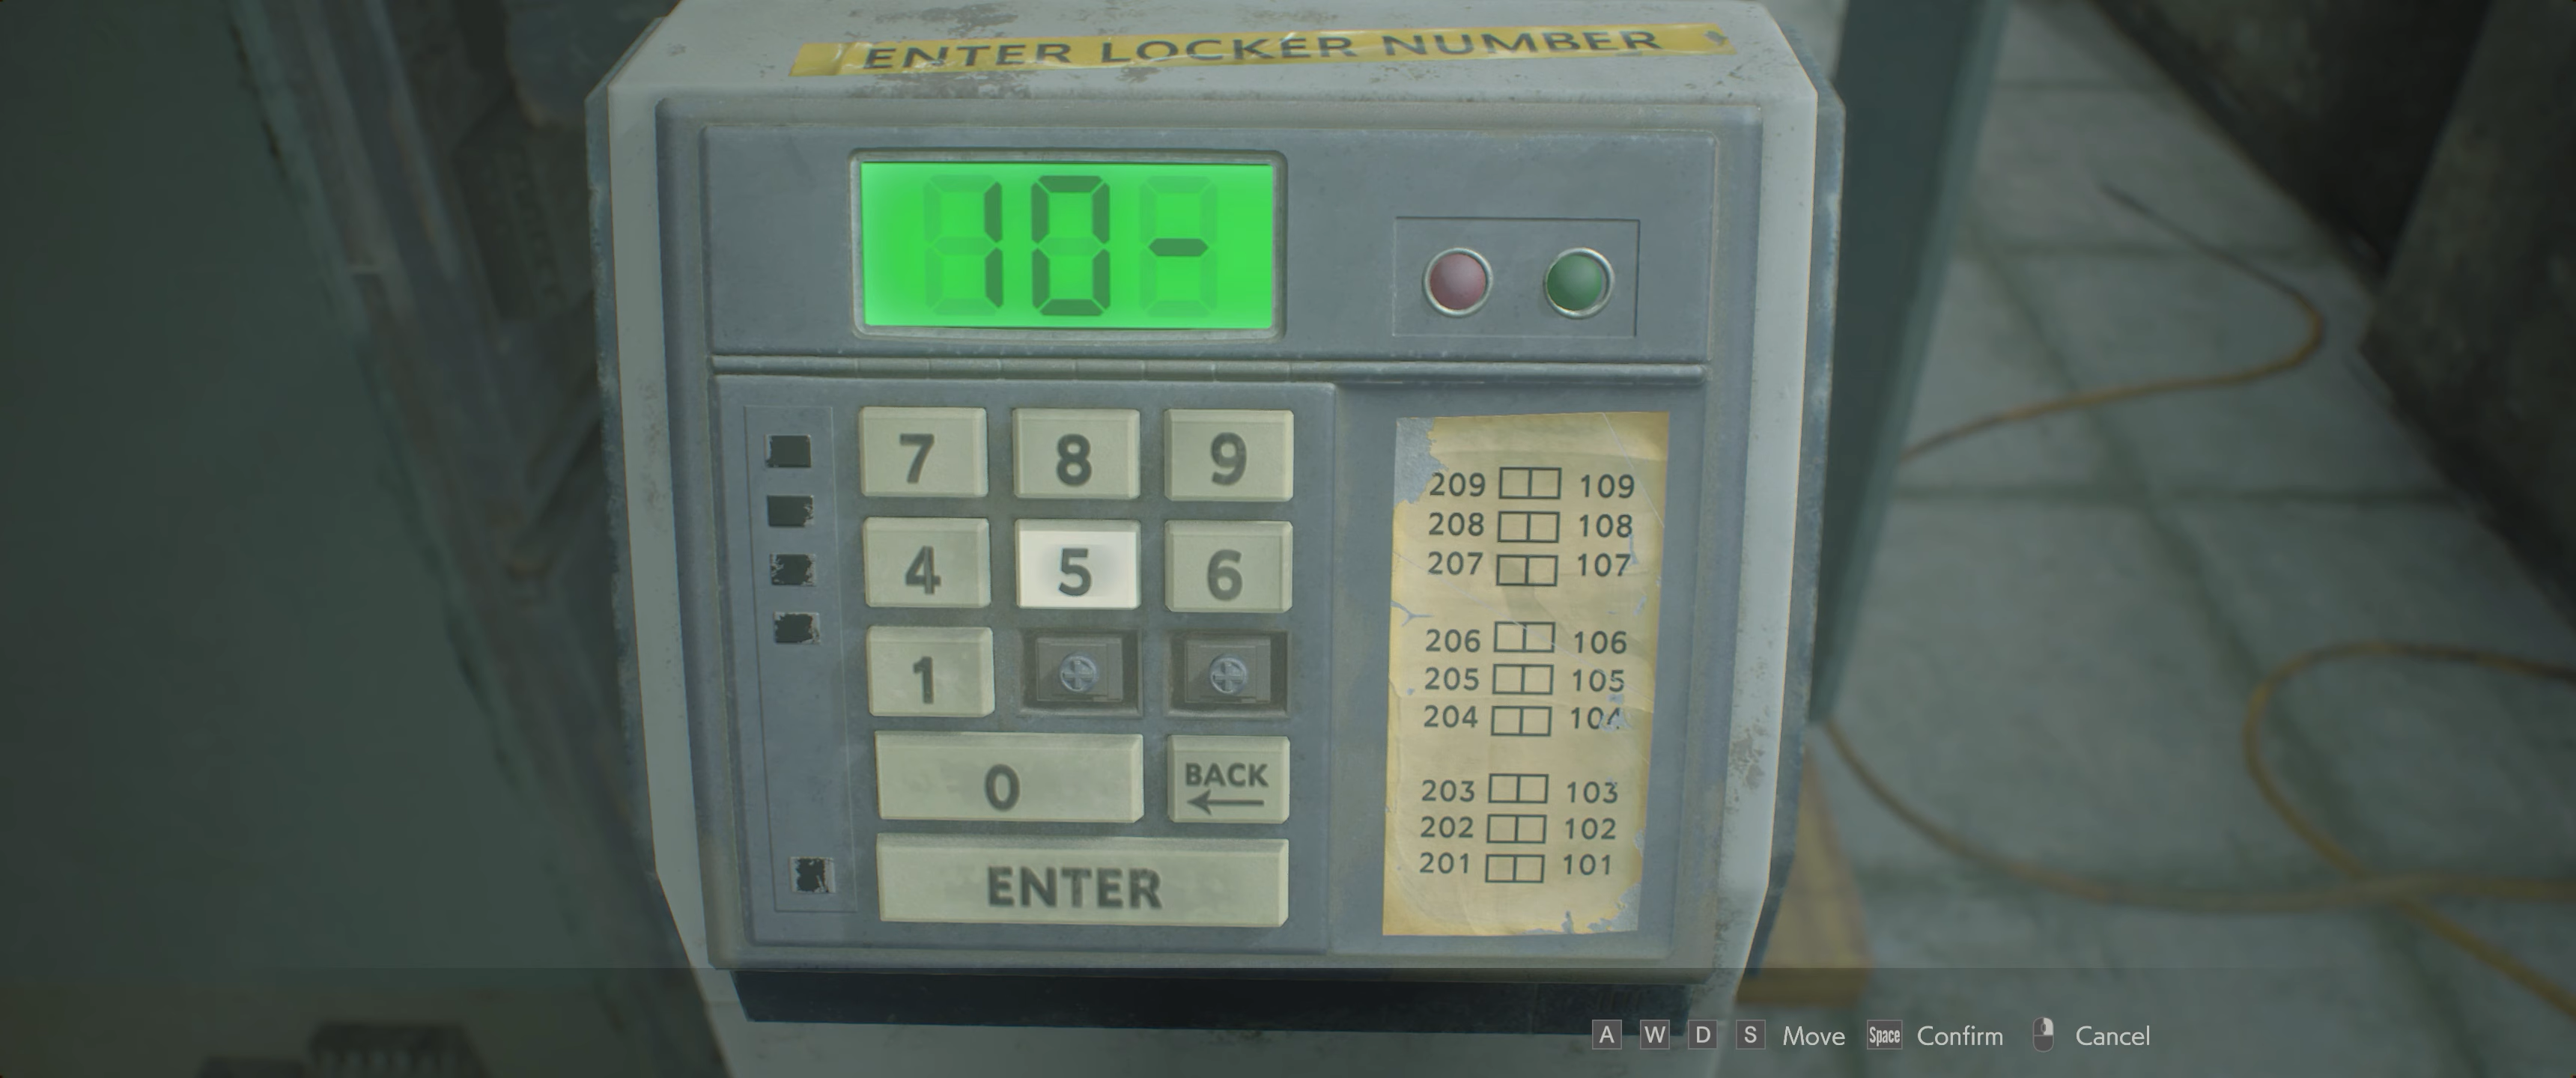 ENTER LOCKER NUMBER
10-
7 8 9
4 5 6
1
0 BACK
ENTER
209 109
208 108
207 107
206 106
205 105
204 104
203 103
202 102
201 101
A W D S Move Space Confirm Cancel